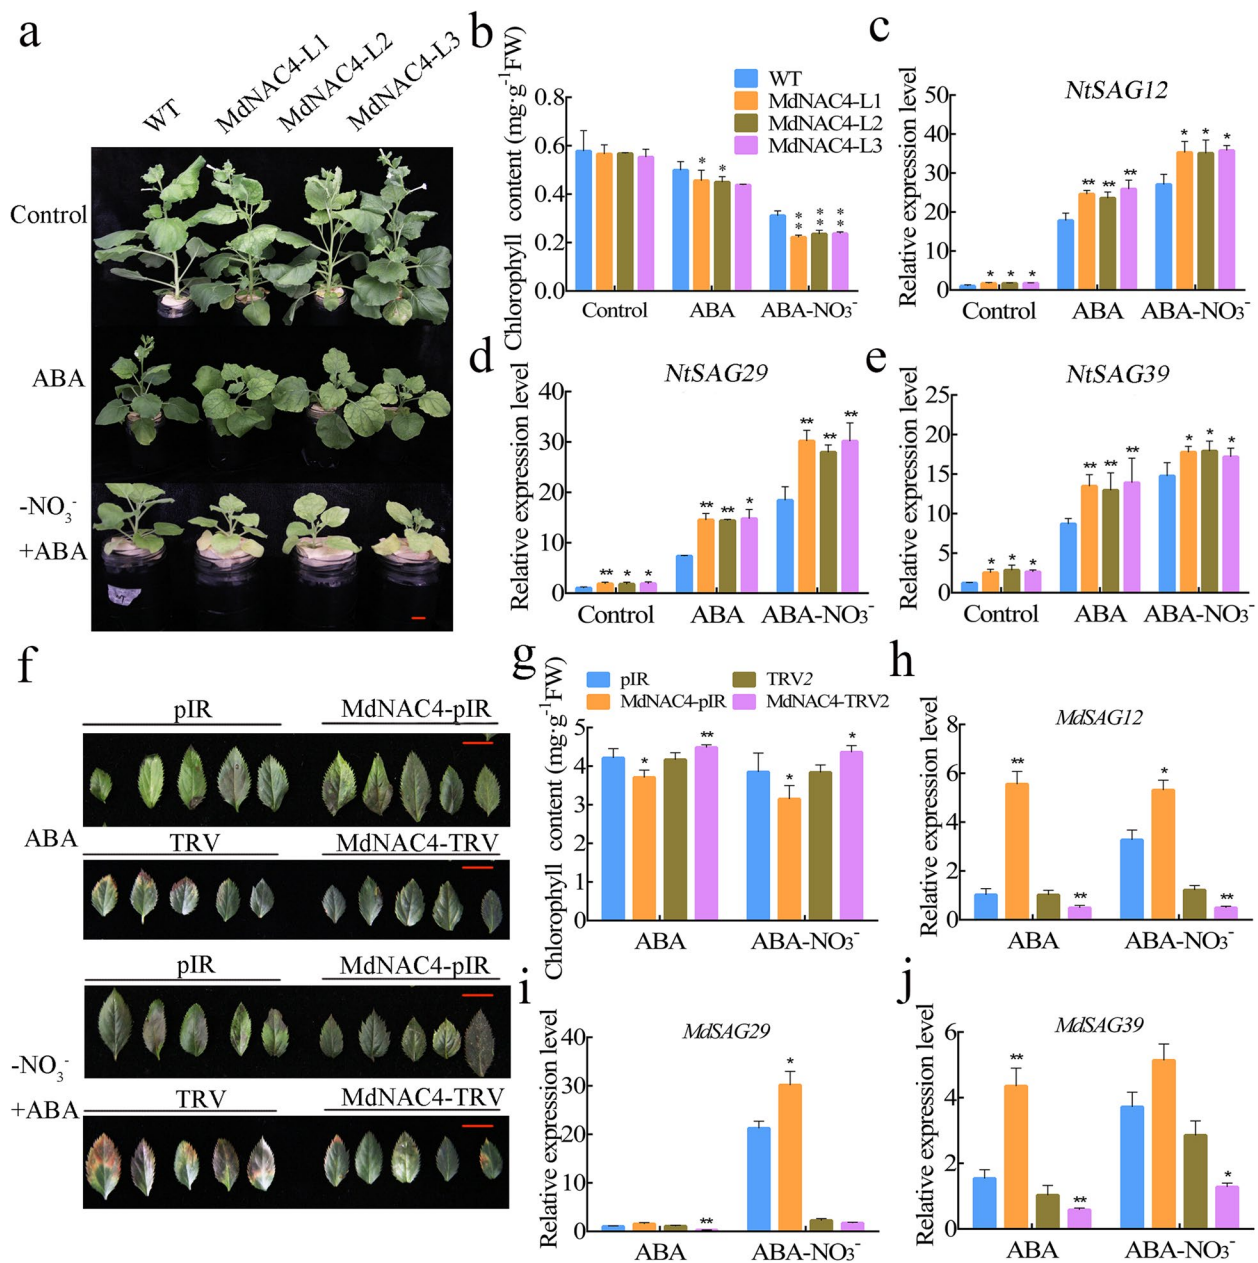 a
WT
MdNAC4-L1
MdNAC4-L2
MdNAC4-L3
Control
ABA
-NO₃⁻
+ABA
b
Chlorophyll content (mg·g⁻¹FW)
WT
MdNAC4-L1
MdNAC4-L2
MdNAC4-L3
0.8
0.6
0.4
0.2
0.0
* *
** ** **
Control ABA ABA-NO₃⁻
c
NtSAG12
Relative expression level
50
40
30
20
10
0
* * *
** ** **
* * *
Control ABA ABA-NO₃⁻
d
NtSAG29
Relative expression level
40
30
20
10
0
** * *
** ** *
** ** **
Control ABA ABA-NO₃⁻
e
NtSAG39
Relative expression level
25
20
15
10
5
0
* * *
** ** **
* * *
Control ABA ABA-NO₃⁻
f
pIR MdNAC4-pIR
ABA
TRV MdNAC4-TRV
pIR MdNAC4-pIR
-NO₃⁻
+ABA
TRV MdNAC4-TRV
g
pIR TRV2
MdNAC4-pIR MdNAC4-TRV2
Chlorophyll content (mg·g⁻¹FW)
5
4
3
4
1
0
* **
* *
ABA ABA-NO₃⁻
h
MdSAG12
Relative expression level
8
6
4
2
0
** **
* **
ABA ABA-NO₃⁻
i
MdSAG29
Relative expression level
40
30
20
10
0
**
*
ABA ABA-NO₃⁻
j
MdSAG39
Relative expression level
6
4
2
0
** **
*
ABA ABA-NO₃⁻